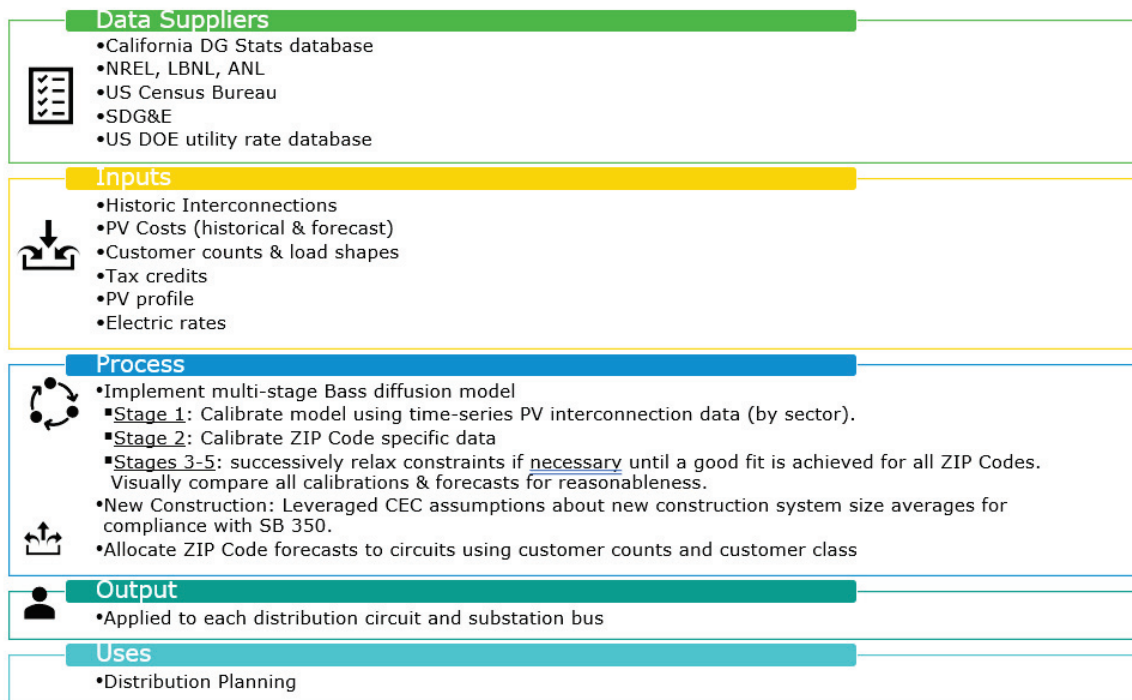 Data Suppliers
•California DG Stats database
•NREL, LBNL, ANL
•US Census Bureau
•SDG&E
•US DOE utility rate database
Inputs
•Historic Interconnections
•PV Costs (historical & forecast)
•Customer counts & load shapes
•Tax credits
•PV profile
•Electric rates
Process
•Implement multi-stage Bass diffusion model
▪Stage 1: Calibrate model using time-series PV interconnection data (by sector).
▪Stage 2: Calibrate ZIP Code specific data
▪Stages 3-5: successively relax constraints if necessary until a good fit is achieved for all ZIP Codes.
Visually compare all calibrations & forecasts for reasonableness.
•New Construction: Leveraged CEC assumptions about new construction system size averages for
compliance with SB 350.
•Allocate ZIP Code forecasts to circuits using customer counts and customer class
Output
•Applied to each distribution circuit and substation bus
Uses
•Distribution Planning